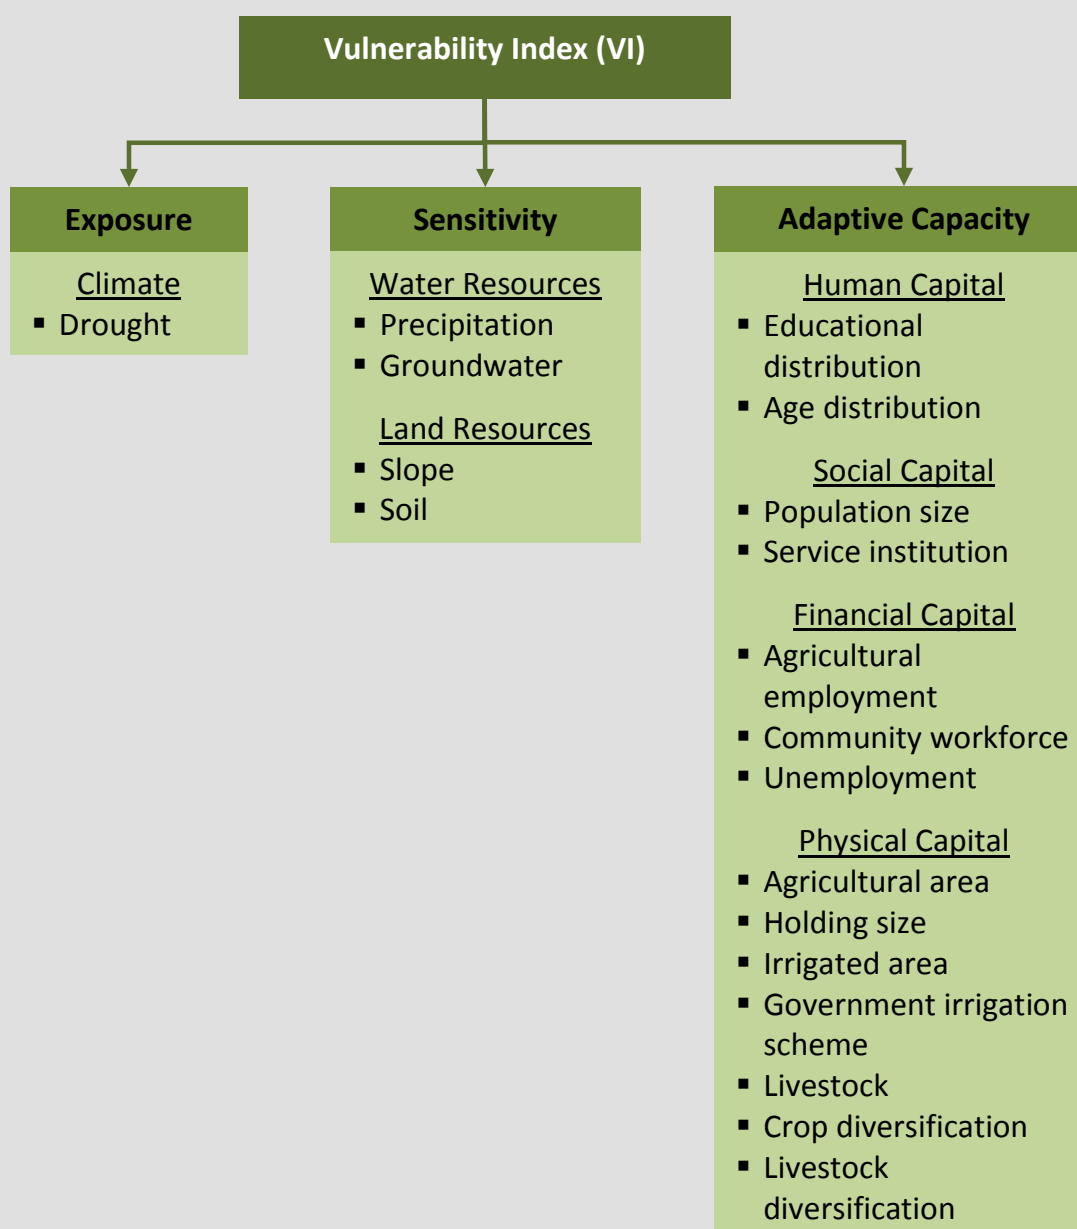 Vulnerability Index (VI)
Exposure
Climate
▪ Drought
Sensitivity
Water Resources
▪ Precipitation
▪ Groundwater
Land Resources
▪ Slope
▪ Soil
Adaptive Capacity
Human Capital
▪ Educational
distribution
▪ Age distribution
Social Capital
▪ Population size
▪ Service institution
Financial Capital
▪ Agricultural
employment
▪ Community workforce
▪ Unemployment
Physical Capital
▪ Agricultural area
▪ Holding size
▪ Irrigated area
▪ Government irrigation
scheme
▪ Livestock
▪ Crop diversification
▪ Livestock
diversification